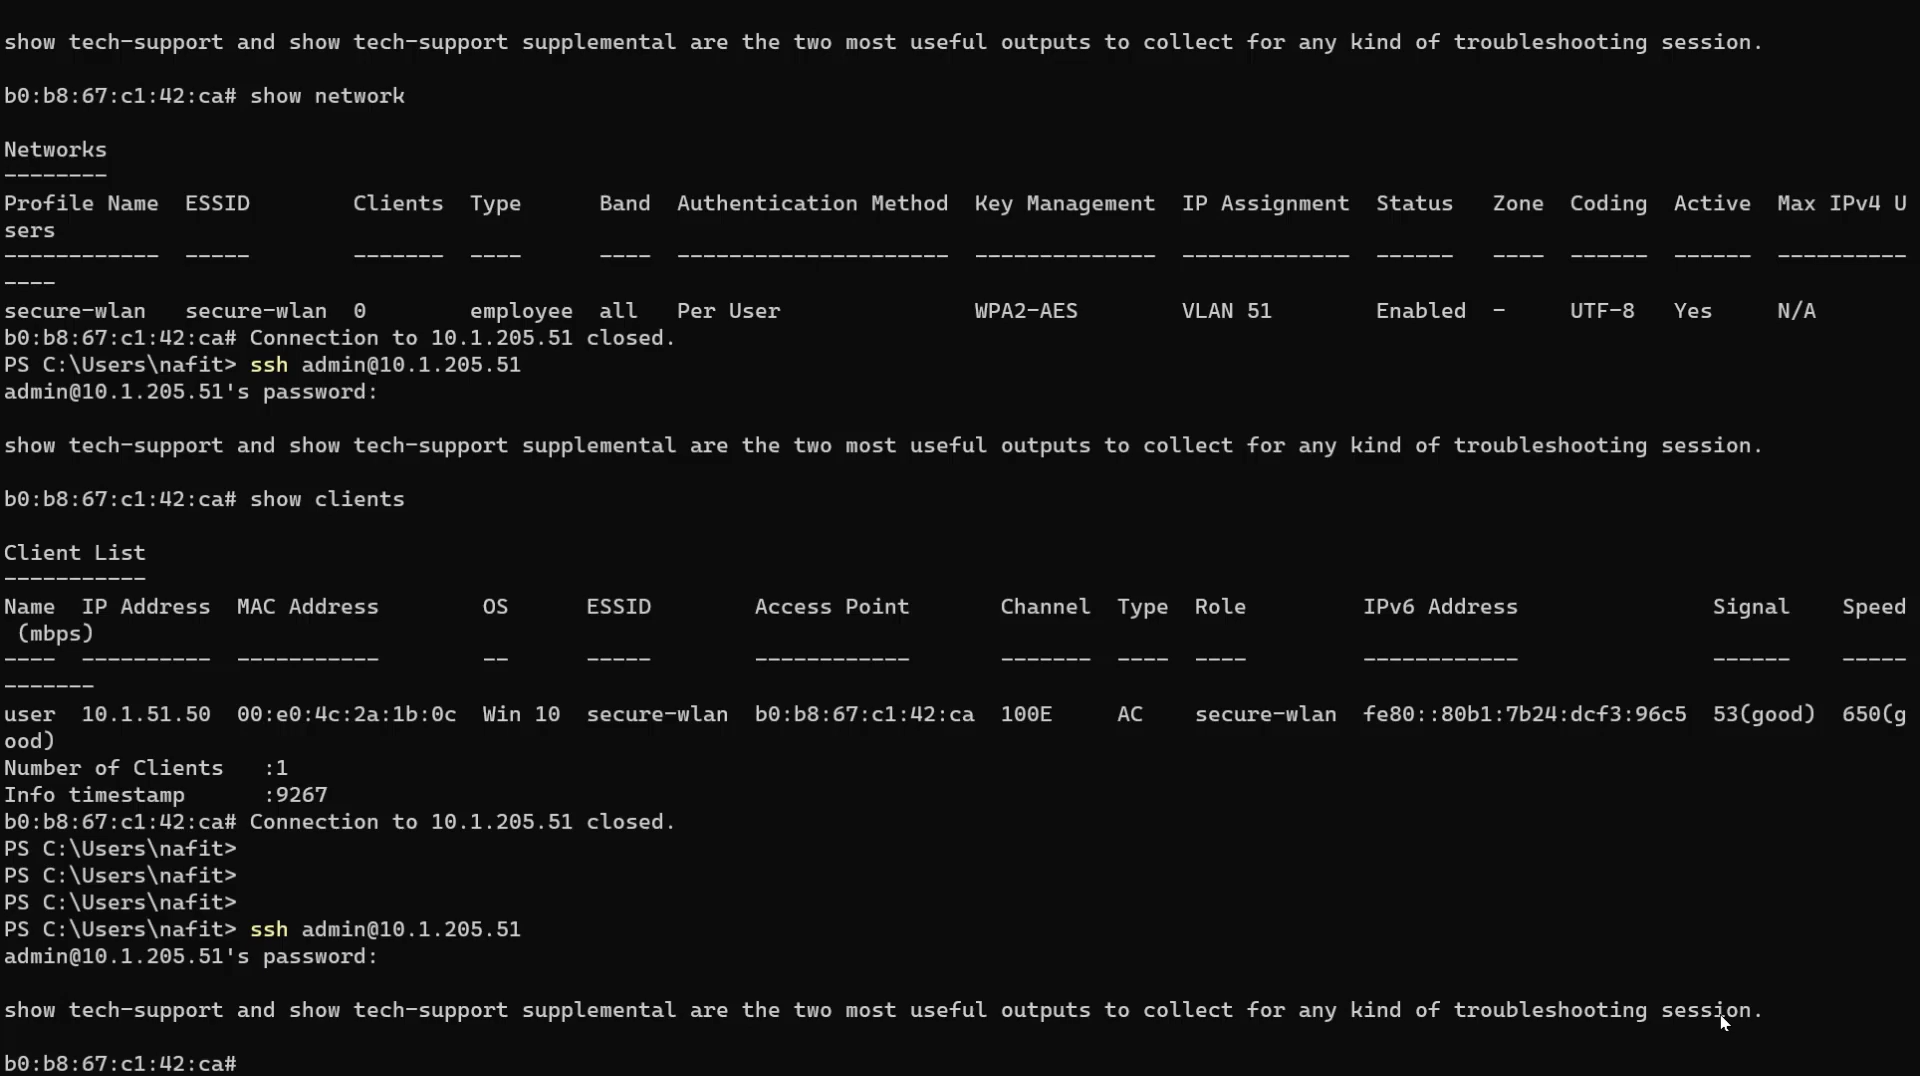 show tech-support and show tech-support supplemental are the two most useful outputs to collect for any kind of troubleshooting session.
b0:b8:67:c1:42:ca# show network
Networks
--------
Profile Name  ESSID        Clients  Type      Band  Authentication Method  Key Management  IP Assignment  Status   Zone  Coding  Active  Max IPv4 U
sers
------------  -----        -------  ----      ----  ---------------------  --------------  -------------  ------   ----  ------  ------  ----------
----
secure-wlan   secure-wlan  0        employee  all   Per User               WPA2-AES        VLAN 51        Enabled  -     UTF-8   Yes     N/A
b0:b8:67:c1:42:ca# Connection to 10.1.205.51 closed.
PS C:\Users\nafit> ssh admin@10.1.205.51
admin@10.1.205.51's password:
show tech-support and show tech-support supplemental are the two most useful outputs to collect for any kind of troubleshooting session.
b0:b8:67:c1:42:ca# show clients
Client List
-----------
Name  IP Address  MAC Address        OS      ESSID        Access Point       Channel  Type  Role         IPv6 Address               Signal    Speed
 (mbps)
----  ----------  -----------        --      -----        ------------       -------  ----  ----         ------------               ------    -----
-------
user  10.1.51.50  00:e0:4c:2a:1b:0c  Win 10  secure-wlan  b0:b8:67:c1:42:ca  100E     AC    secure-wlan  fe80::80b1:7b24:dcf3:96c5  53(good)  650(g
ood)
Number of Clients   :1
Info timestamp      :9267
b0:b8:67:c1:42:ca# Connection to 10.1.205.51 closed.
PS C:\Users\nafit>
PS C:\Users\nafit>
PS C:\Users\nafit>
PS C:\Users\nafit> ssh admin@10.1.205.51
admin@10.1.205.51's password:
show tech-support and show tech-support supplemental are the two most useful outputs to collect for any kind of troubleshooting session.
b0:b8:67:c1:42:ca#